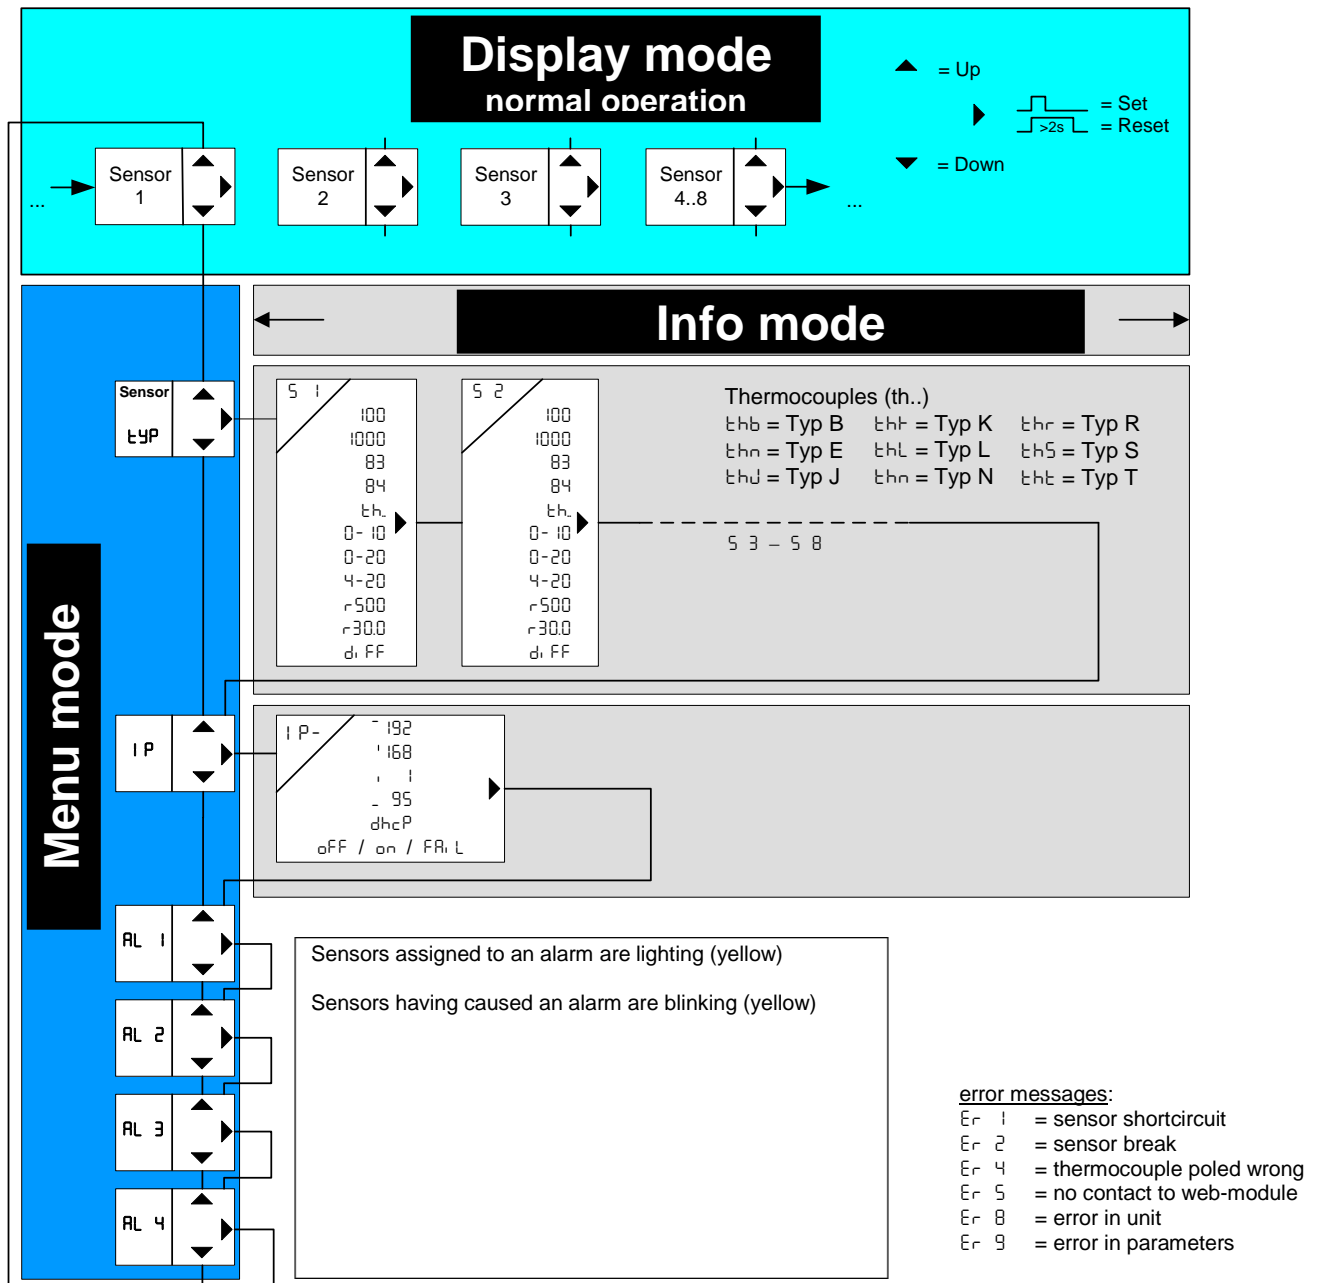 Display mode
normal operation
= Up
= Set
>2s = Reset
= Down
Sensor
1
Sensor
2
Sensor
3
Sensor
4..8
...
...
Info mode
Menu mode
Sensor
tYP
S 1
100
1000
83
84
th_
0-10
0-20
4-20
r500
r30.0
diFF
S 2
100
1000
83
84
th_
0-10
0-20
4-20
r500
r30.0
diFF
Thermocouples (th..)
thb = Typ B thk = Typ K thr = Typ R
thn = Typ E thL = Typ L thS = Typ S
thJ = Typ J thn = Typ N tht = Typ T
S 3 – S 8
IP
IP-
192
168
1
95
dhcP
oFF / on / FAiL
AL 1
AL 2
AL 3
AL 4
Sensors assigned to an alarm are lighting (yellow)
Sensors having caused an alarm are blinking (yellow)
error messages:
Er 1 = sensor shortcircuit
Er 2 = sensor break
Er 4 = thermocouple poled wrong
Er 5 = no contact to web-module
Er 8 = error in unit
Er 9 = error in parameters